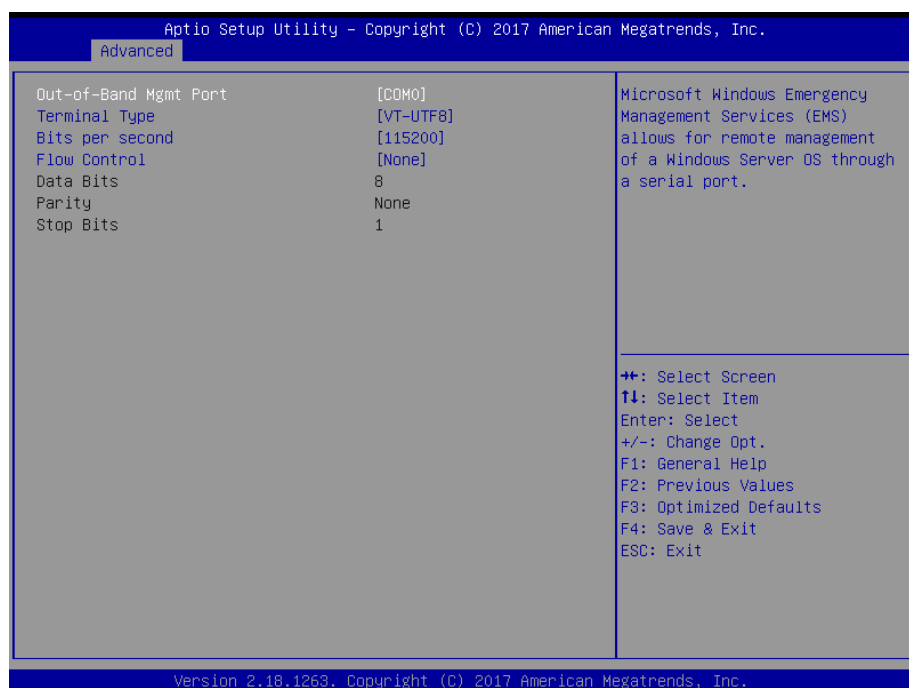 Aptio Setup Utility – Copyright (C) 2017 American Megatrends, Inc.
Advanced
Out-of-Band Mgmt Port [COM0]
Terminal Type [VT-UTF8]
Bits per second [115200]
Flow Control [None]
Data Bits 8
Parity None
Stop Bits 1
Microsoft Windows Emergency
Management Services (EMS)
allows for remote management
of a Windows Server OS through
a serial port.
→←: Select Screen
↑↓: Select Item
Enter: Select
+/-: Change Opt.
F1: General Help
F2: Previous Values
F3: Optimized Defaults
F4: Save & Exit
ESC: Exit
Version 2.18.1263. Copyright (C) 2017 American Megatrends, Inc.